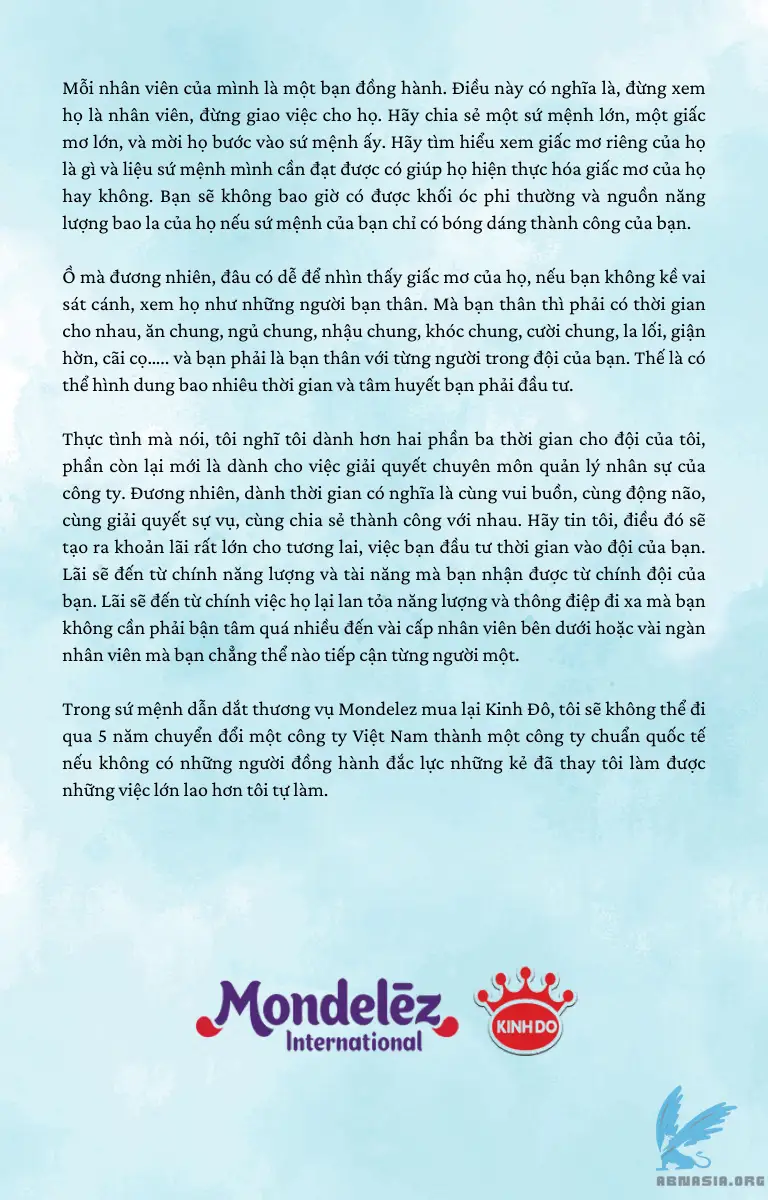 Mỗi nhân viên của mình là một bạn đồng hành. Điều này có nghĩa là, đừng xem
họ là nhân viên, đừng giao việc cho họ. Hãy chia sẻ một sứ mệnh lớn, một giấc
mơ lớn, và mời họ bước vào sứ mệnh ấy. Hãy tìm hiểu xem giấc mơ riêng của họ
là gì và liệu sứ mệnh mình cần đạt được có giúp họ hiện thực hóa giấc mơ của họ
hay không. Bạn sẽ không bao giờ có được khối óc phi thường và nguồn năng
lượng bao la của họ nếu sứ mệnh của bạn chỉ có bóng dáng thành công của bạn.
Ồ mà đương nhiên, đâu có dễ để nhìn thấy giấc mơ của họ, nếu bạn không kề vai
sát cánh, xem họ như những người bạn thân. Mà bạn thân thì phải có thời gian
cho nhau, ăn chung, ngủ chung, nhậu chung, khóc chung, cười chung, la lối, giận
hờn, cãi cọ….. và bạn phải là bạn thân với từng người trong đội của bạn. Thế là có
thể hình dung bao nhiêu thời gian và tâm huyết bạn phải đầu tư.
Thực tình mà nói, tôi nghĩ tôi dành hơn hai phần ba thời gian cho đội của tôi,
phần còn lại mới là dành cho việc giải quyết chuyên môn quản lý nhân sự của
công ty. Đương nhiên, dành thời gian có nghĩa là cùng vui buồn, cùng động não,
cùng giải quyết sự vụ, cùng chia sẻ thành công với nhau. Hãy tin tôi, điều đó sẽ
tạo ra khoản lãi rất lớn cho tương lai, việc bạn đầu tư thời gian vào đội của bạn.
Lãi sẽ đến từ chính năng lượng và tài năng mà bạn nhận được từ chính đội của
bạn. Lãi sẽ đến từ chính việc họ lại lan tỏa năng lượng và thông điệp đi xa mà bạn
không cần phải bận tâm quá nhiều đến vài cấp nhân viên bên dưới hoặc vài ngàn
nhân viên mà bạn chẳng thể nào tiếp cận từng người một.
Trong sứ mệnh dẫn dắt thương vụ Mondelez mua lại Kinh Đô, tôi sẽ không thể đi
qua 5 năm chuyển đổi một công ty Việt Nam thành một công ty chuẩn quốc tế
nếu không có những người đồng hành đắc lực những kẻ đã thay tôi làm được
những việc lớn lao hơn tôi tự làm.
Mondelēz
International
KINH DO
ABNASIA.ORG